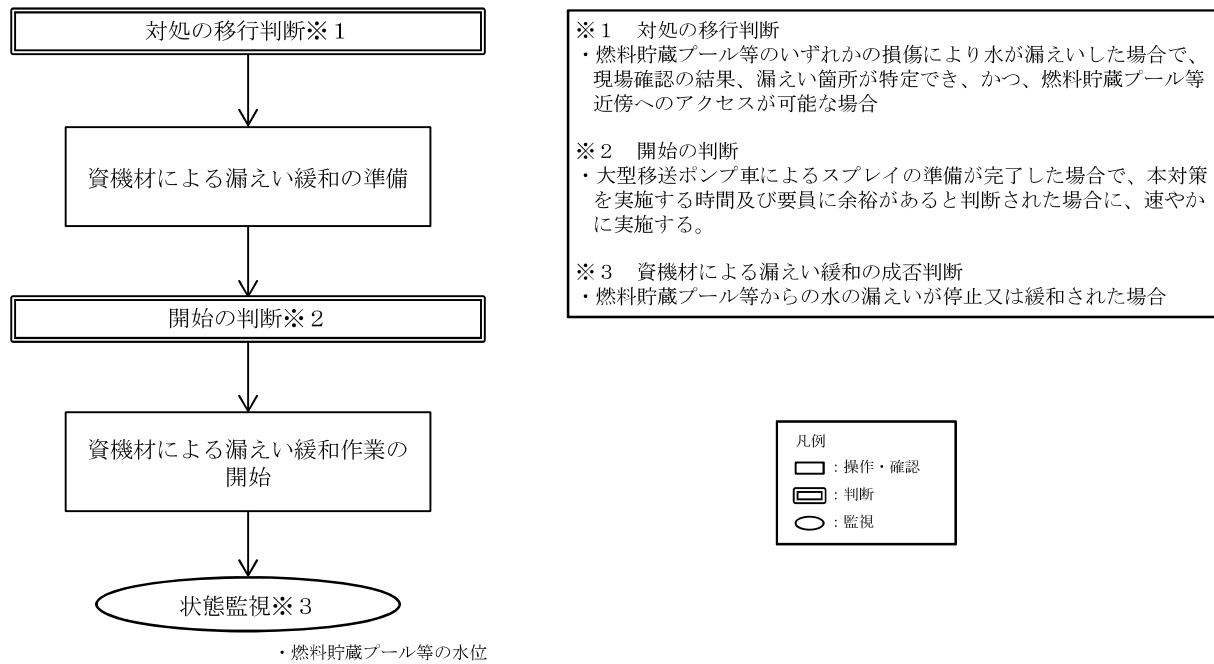 対処の移行判断※１
資機材による漏えい緩和の準備
開始の判断※２
資機材による漏えい緩和作業の
開始
状態監視※３
・燃料貯蔵プール等の水位
※１　対処の移行判断
・燃料貯蔵プール等のいずれかの損傷により水が漏えいした場合で、
現場確認の結果、漏えい箇所が特定でき、かつ、燃料貯蔵プール等
近傍へのアクセスが可能な場合
※２　開始の判断
・大型移送ポンプ車によるスプレイの準備が完了した場合で、本対策
を実施する時間及び要員に余裕があると判断された場合に、速やか
に実施する。
※３　資機材による漏えい緩和の成否判断
・燃料貯蔵プール等からの水の漏えいが停止又は緩和された場合
凡例
：操作・確認
：判断
：監視